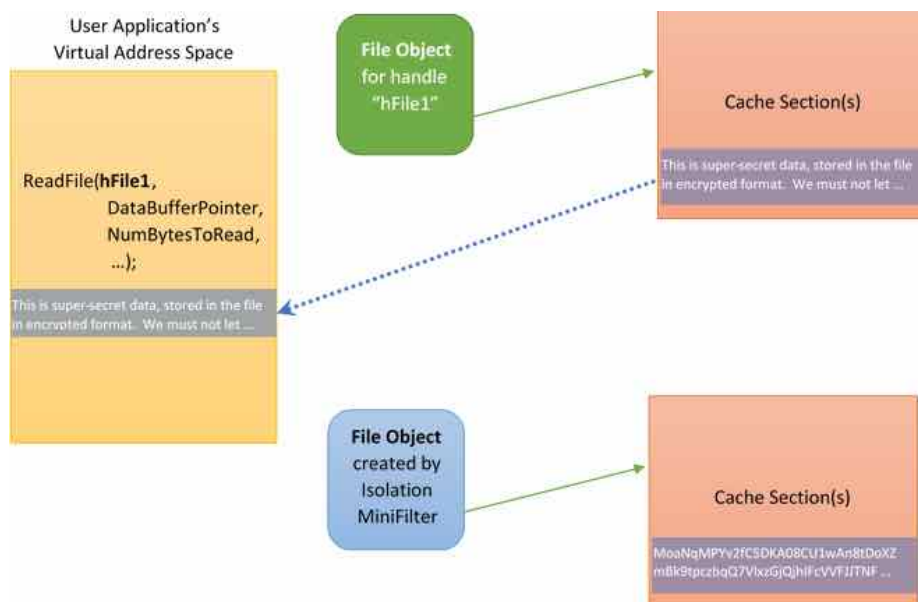 User Application's
Virtual Address Space
ReadFile(hFile1,
DataBufferPointer,
NumBytesToRead,
...);
This is super-secret data, stored in the file
in encrypted format. We must not let ...
File Object
for handle
"hFile1"
Cache Section(s)
This is super-secret data, stored in the file
in encrypted format. We must not let ...
File Object
created by
Isolation
MiniFilter
Cache Section(s)